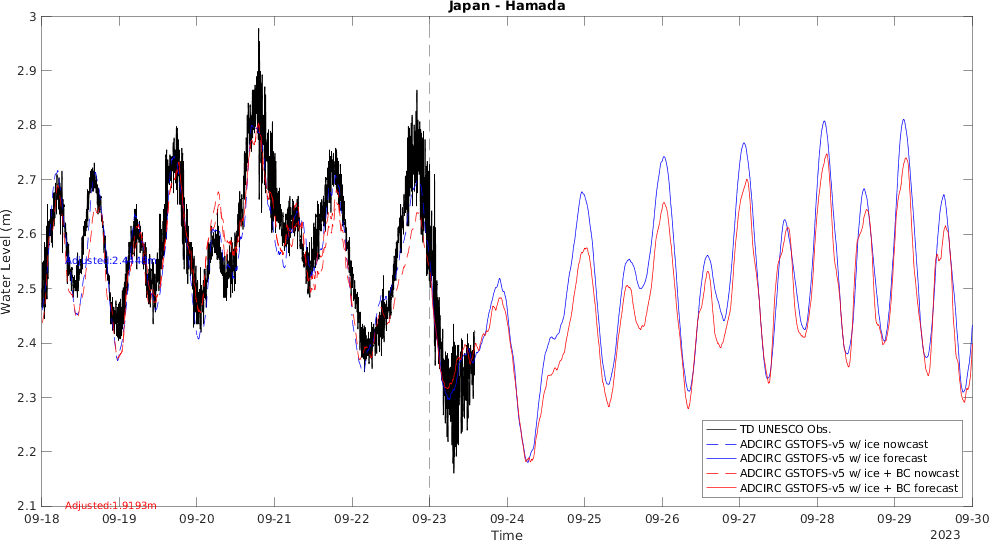 Japan - Hamada
3
2.9
2.8
2.7
2.6
2.5
2.4
2.3
2.2
2.1
Water Level (m)
Adjusted:1.9193m
TD UNESCO Obs.
ADCIRC GSTOFS-v5 w/ ice nowcast
ADCIRC GSTOFS-v5 w/ ice forecast
ADCIRC GSTOFS-v5 w/ ice + BC nowcast
ADCIRC GSTOFS-v5 w/ ice + BC forecast
09-18 09-19 09-20 09-21 09-22 09-23 09-24 09-25 09-26 09-27 09-28 09-29 09-30
Time
2023